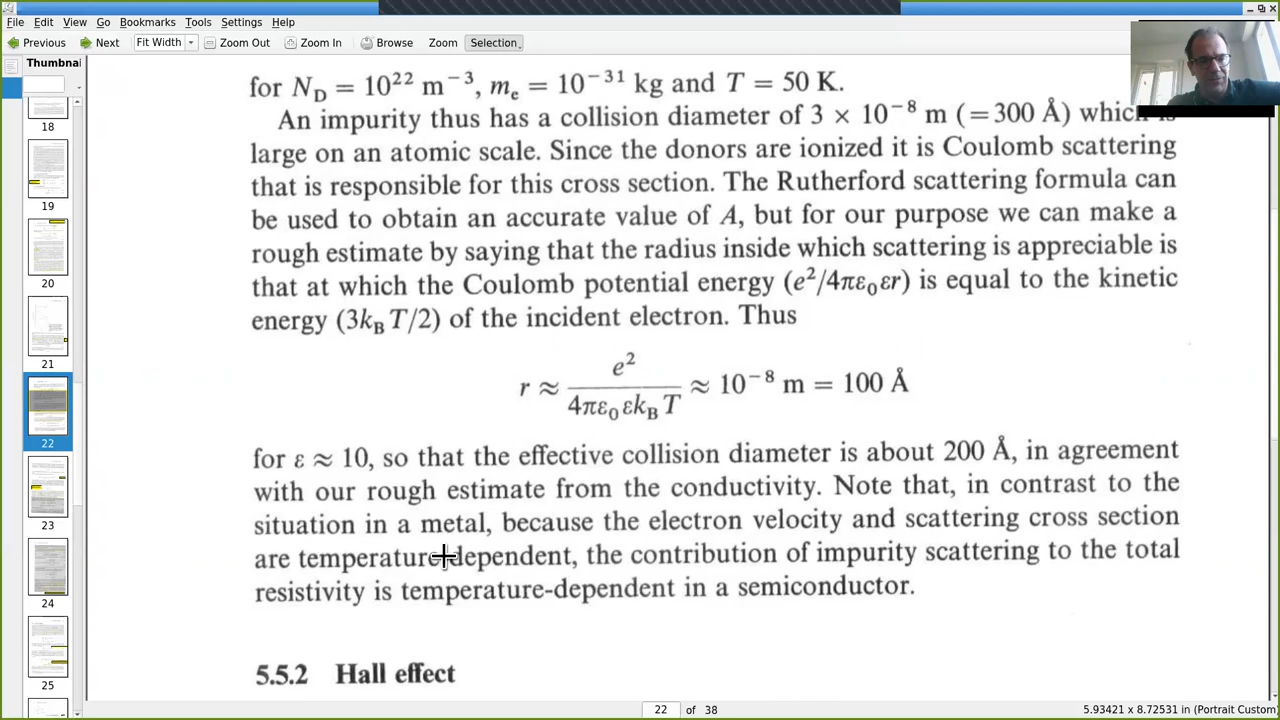 File Edit View Go Bookmarks Tools Settings Help
Previous Next Fit Width Zoom Out Zoom In Browse Zoom Selection
Thumbnai
18
19
20
21
22
23
24
25
for N_D = 10²² m⁻³, m_e = 10⁻³¹ kg and T = 50 K.
An impurity thus has a collision diameter of 3 × 10⁻⁸ m (=300 Å) which is
large on an atomic scale. Since the donors are ionized it is Coulomb scattering
that is responsible for this cross section. The Rutherford scattering formula can
be used to obtain an accurate value of A, but for our purpose we can make a
rough estimate by saying that the radius inside which scattering is appreciable is
that at which the Coulomb potential energy (e²/4πε₀εr) is equal to the kinetic
energy (3k_B T/2) of the incident electron. Thus
r ≈ e² / 4πε₀εk_B T ≈ 10⁻⁸ m = 100 Å
for ε ≈ 10, so that the effective collision diameter is about 200 Å, in agreement
with our rough estimate from the conductivity. Note that, in contrast to the
situation in a metal, because the electron velocity and scattering cross section
are temperature-dependent, the contribution of impurity scattering to the total
resistivity is temperature-dependent in a semiconductor.
5.5.2 Hall effect
22 of 38
5.93421 x 8.72531 in (Portrait Custom